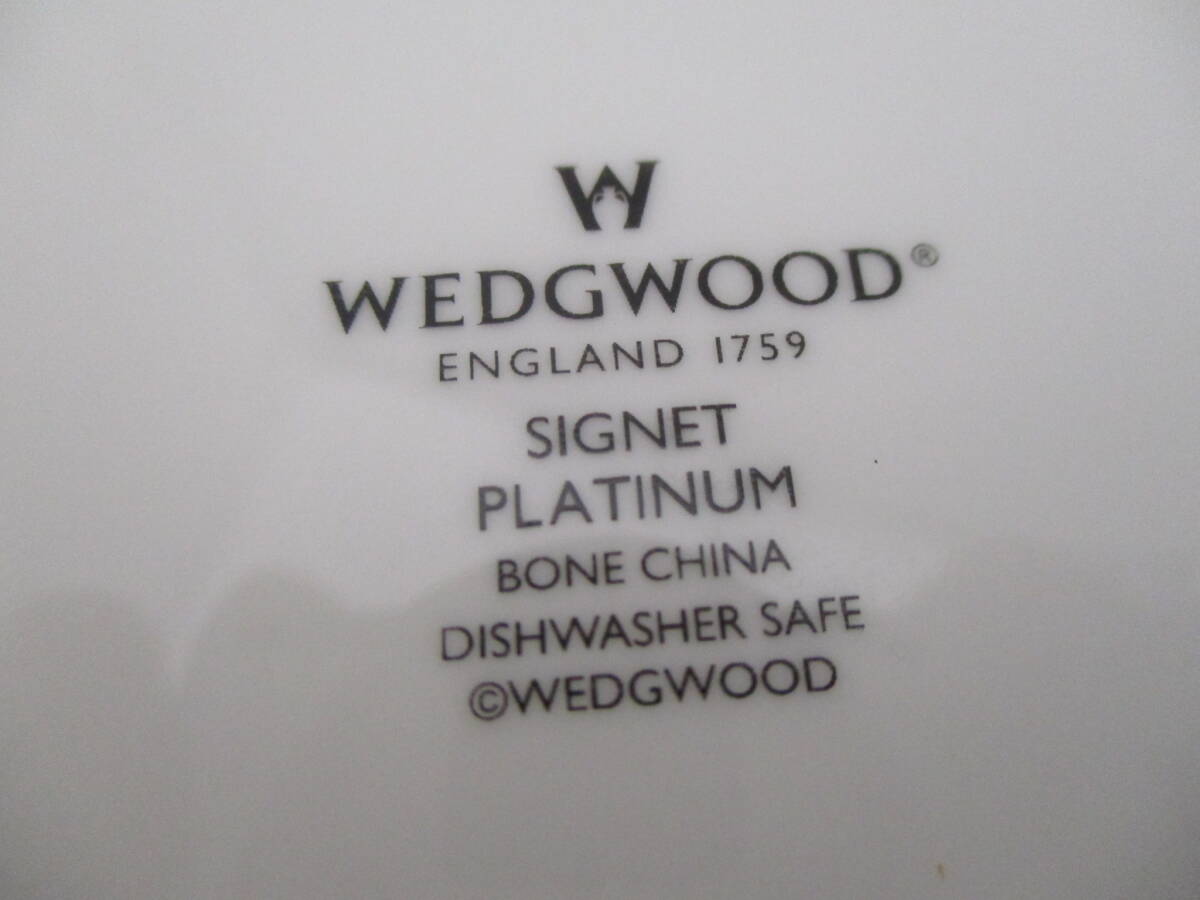 W
WEDGWOOD®
ENGLAND 1759
SIGNET
PLATINUM
BONE CHINA
DISHWASHER SAFE
©WEDGWOOD